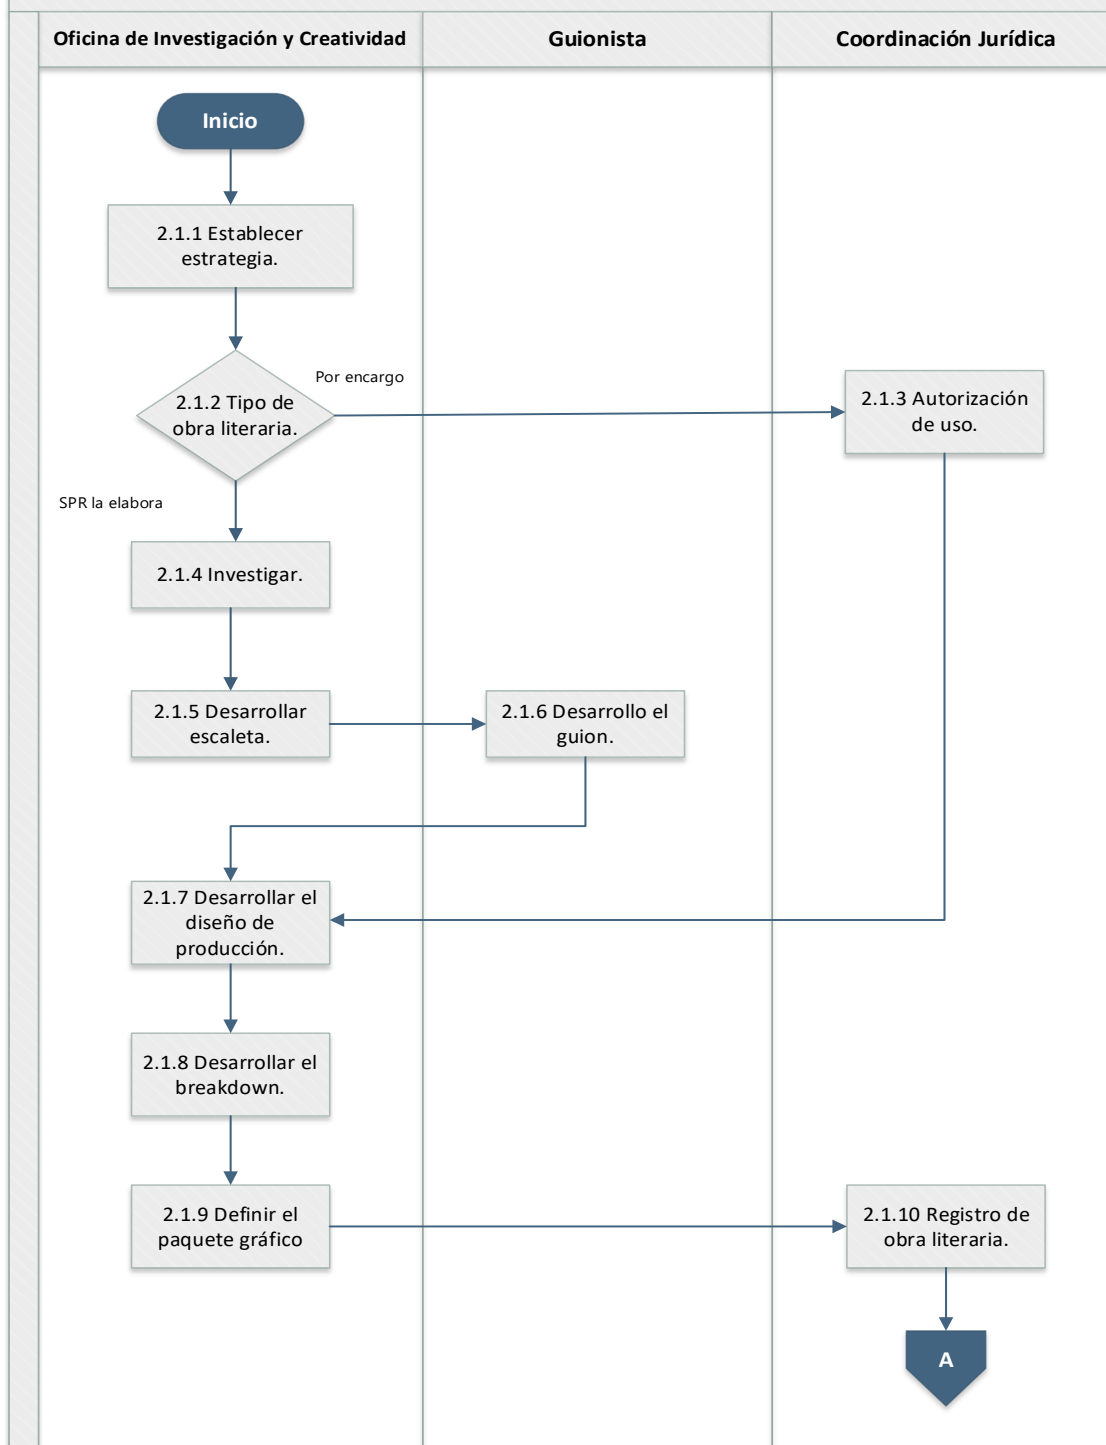 Oficina de Investigación y Creatividad
Guionista
Coordinación Jurídica
Inicio
2.1.1 Establecer
estrategia.
Por encargo
2.1.2 Tipo de
obra literaria.
2.1.3 Autorización
de uso.
SPR la elabora
2.1.4 Investigar.
2.1.5 Desarrollar
escaleta.
2.1.6 Desarrollo el
guion.
2.1.7 Desarrollar el
diseño de
producción.
2.1.8 Desarrollar el
breakdown.
2.1.9 Definir el
paquete gráfico
2.1.10 Registro de
obra literaria.
A